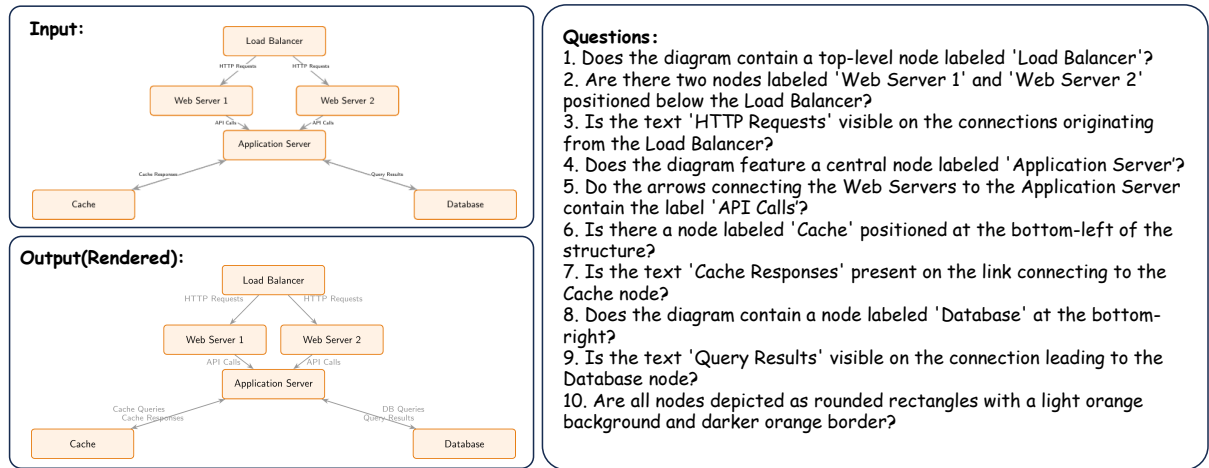 Input:
Load Balancer
HTTP Requests HTTP Requests
Web Server 1 Web Server 2
API Calls API Calls
Application Server
Cache Responses Query Results
Cache Database
Output(Rendered):
Load Balancer
HTTP Requests HTTP Requests
Web Server 1 Web Server 2
API Calls API Calls
Application Server
Cache Queries DB Queries
Cache Responses Query Results
Cache Database
Questions:
1. Does the diagram contain a top-level node labeled 'Load Balancer'?
2. Are there two nodes labeled 'Web Server 1' and 'Web Server 2'
positioned below the Load Balancer?
3. Is the text 'HTTP Requests' visible on the connections originating
from the Load Balancer?
4. Does the diagram feature a central node labeled 'Application Server'?
5. Do the arrows connecting the Web Servers to the Application Server
contain the label 'API Calls'?
6. Is there a node labeled 'Cache' positioned at the bottom-left of the
structure?
7. Is the text 'Cache Responses' present on the link connecting to the
Cache node?
8. Does the diagram contain a node labeled 'Database' at the bottom-
right?
9. Is the text 'Query Results' visible on the connection leading to the
Database node?
10. Are all nodes depicted as rounded rectangles with a light orange
background and darker orange border?